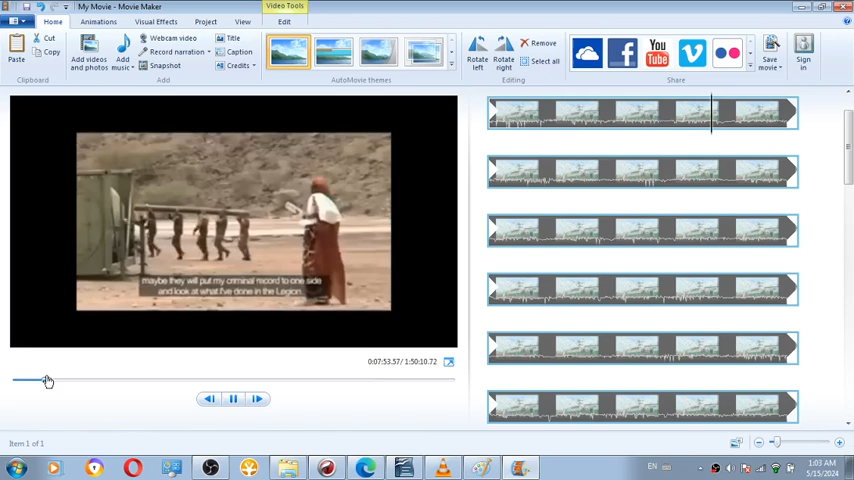 My Movie - Movie Maker
Video Tools
Home
Animations
Visual Effects
Project
View
Edit
Paste
Cut
Copy
Clipboard
Add videos
and photos
Add
music
Webcam video
Record narration
Snapshot
Title
Caption
Credits
Add
AutoMovie themes
Rotate
left
Rotate
right
Remove
Select all
Editing
You
Tube
Share
Save
movie
Sign
in
maybe they will put my criminal record to one side
and look at what I've done in the Legion
0:07:53.57/ 1:50:10.72
Item 1 of 1
EN
1:03 AM
5/15/2024